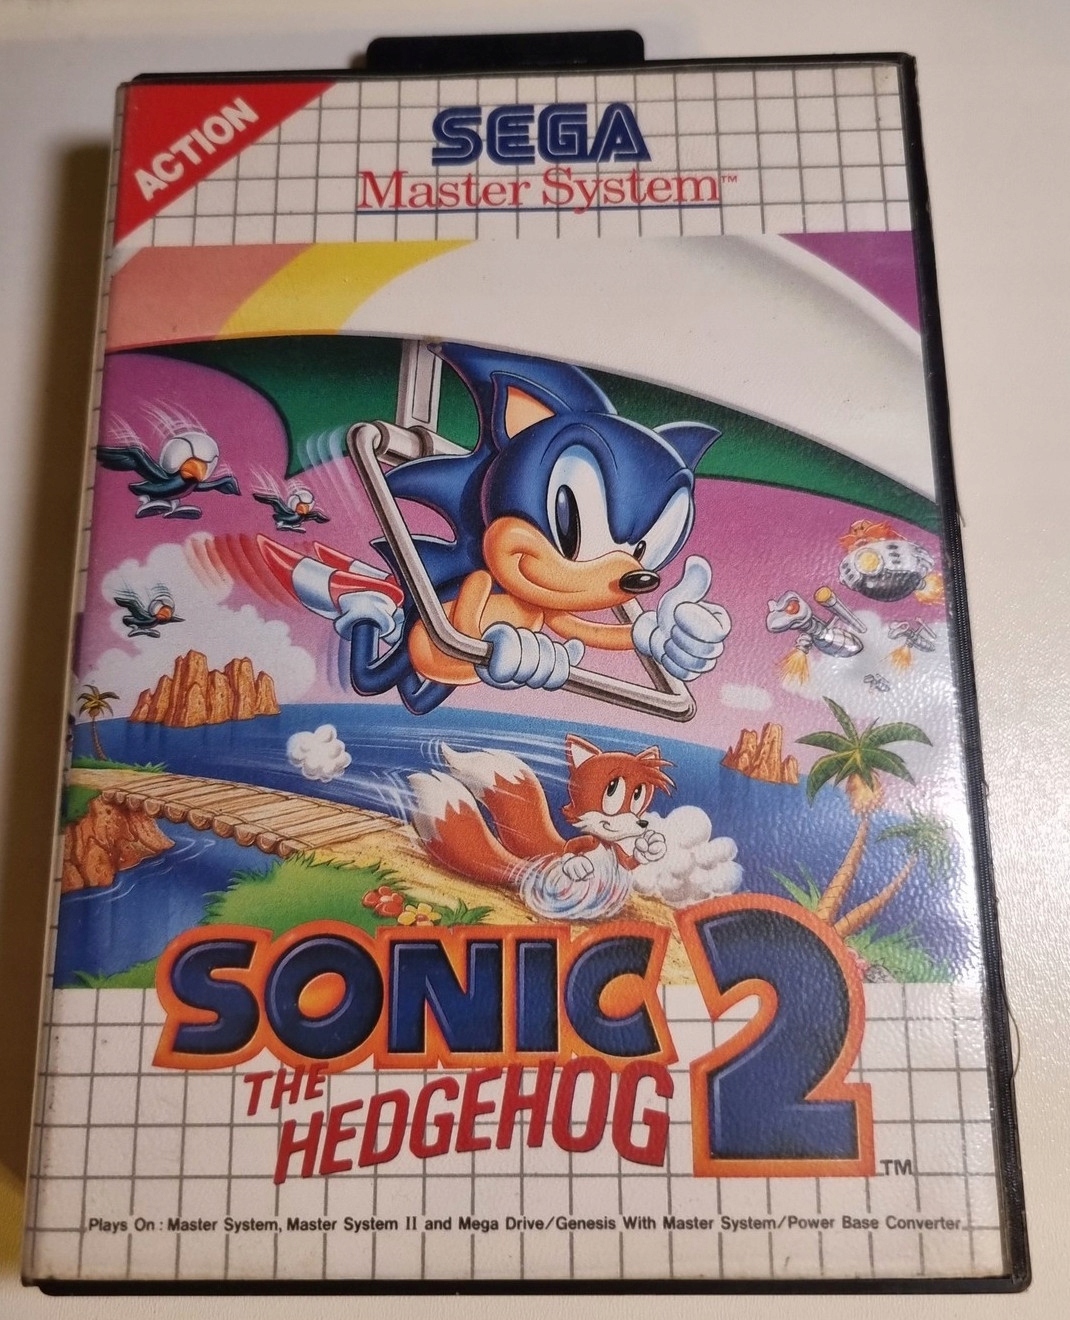 ACTION
SEGA
Master System™
SONIC
THE
HEDGEHOG
2
TM
Plays On : Master System, Master System II and Mega Drive/Genesis With Master System/Power Base Converter.